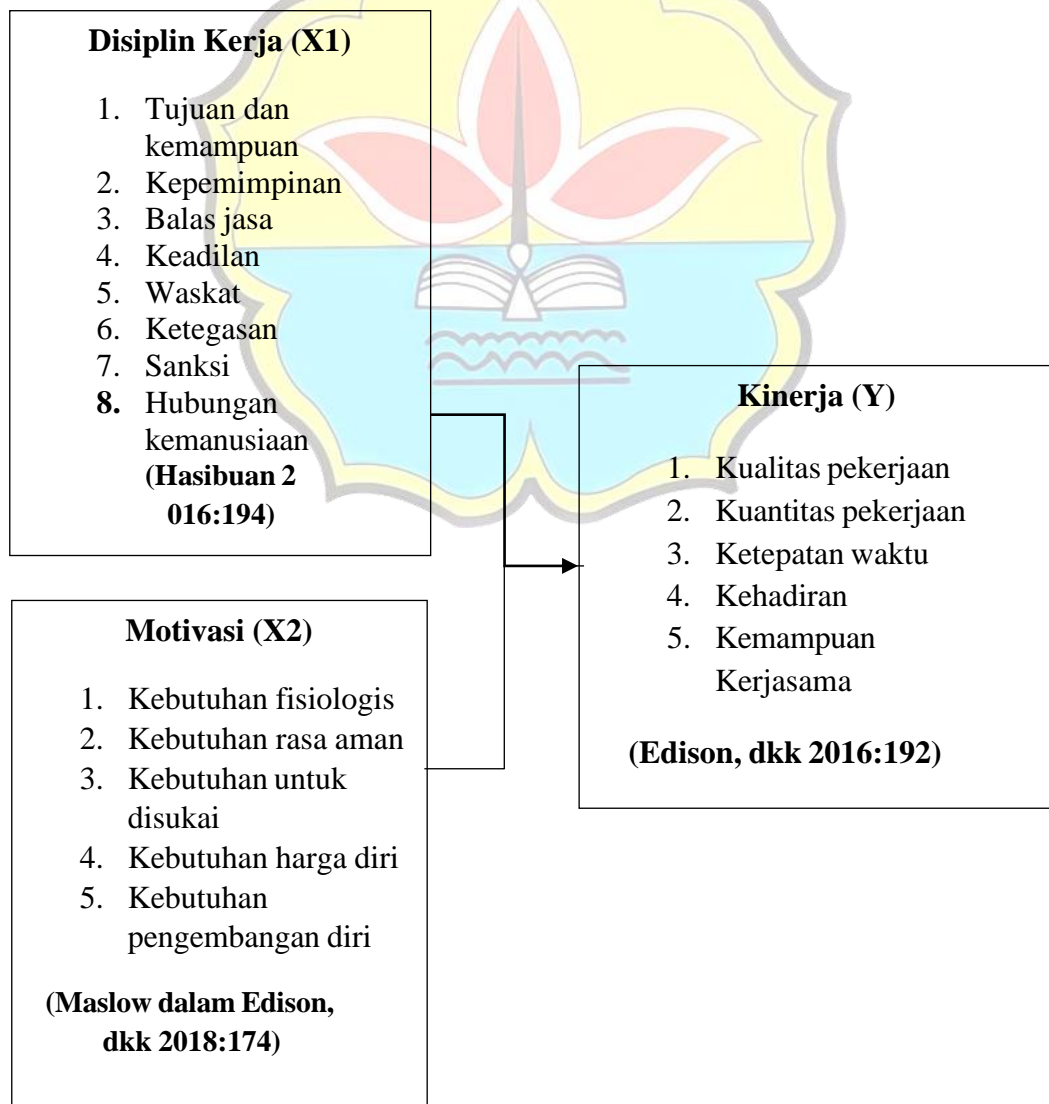 Disiplin Kerja (X1)
1. Tujuan dan
kemampuan
2. Kepemimpinan
3. Balas jasa
4. Keadilan
5. Waskat
6. Ketegasan
7. Sanksi
8. Hubungan
kemanusiaan
(Hasibuan 2
016:194)
Motivasi (X2)
1. Kebutuhan fisiologis
2. Kebutuhan rasa aman
3. Kebutuhan untuk
disukai
4. Kebutuhan harga diri
5. Kebutuhan
pengembangan diri
(Maslow dalam Edison,
dkk 2018:174)
Kinerja (Y)
1. Kualitas pekerjaan
2. Kuantitas pekerjaan
3. Ketepatan waktu
4. Kehadiran
5. Kemampuan
Kerjasama
(Edison, dkk 2016:192)